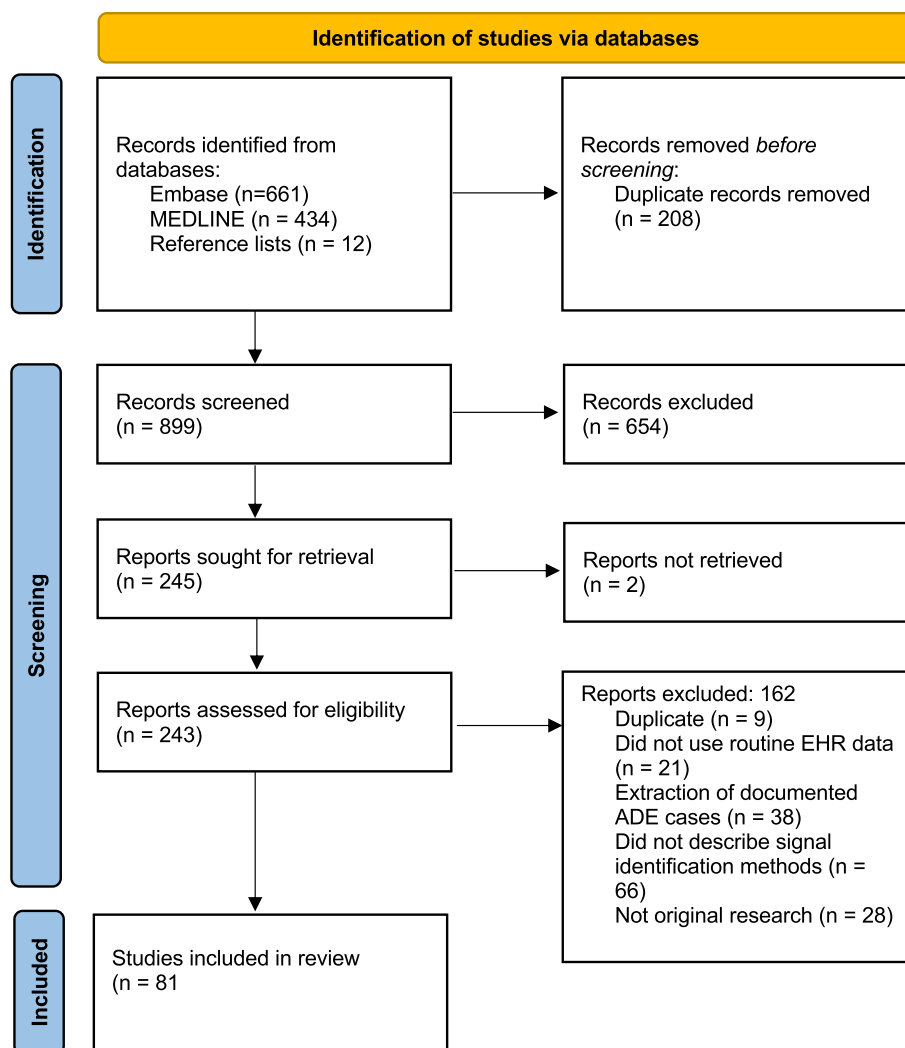 Identification of studies via databases
Identification
Records identified from
databases:
Embase (n=661)
MEDLINE (n = 434)
Reference lists (n = 12)
Records removed before
screening:
Duplicate records removed
(n = 208)
Screening
Records screened
(n = 899)
Records excluded
(n = 654)
Reports sought for retrieval
(n = 245)
Reports not retrieved
(n = 2)
Reports assessed for eligibility
(n = 243)
Reports excluded: 162
Duplicate (n = 9)
Did not use routine EHR data
(n = 21)
Extraction of documented
ADE cases (n = 38)
Did not describe signal
identification methods (n =
66)
Not original research (n = 28)
Included
Studies included in review
(n = 81